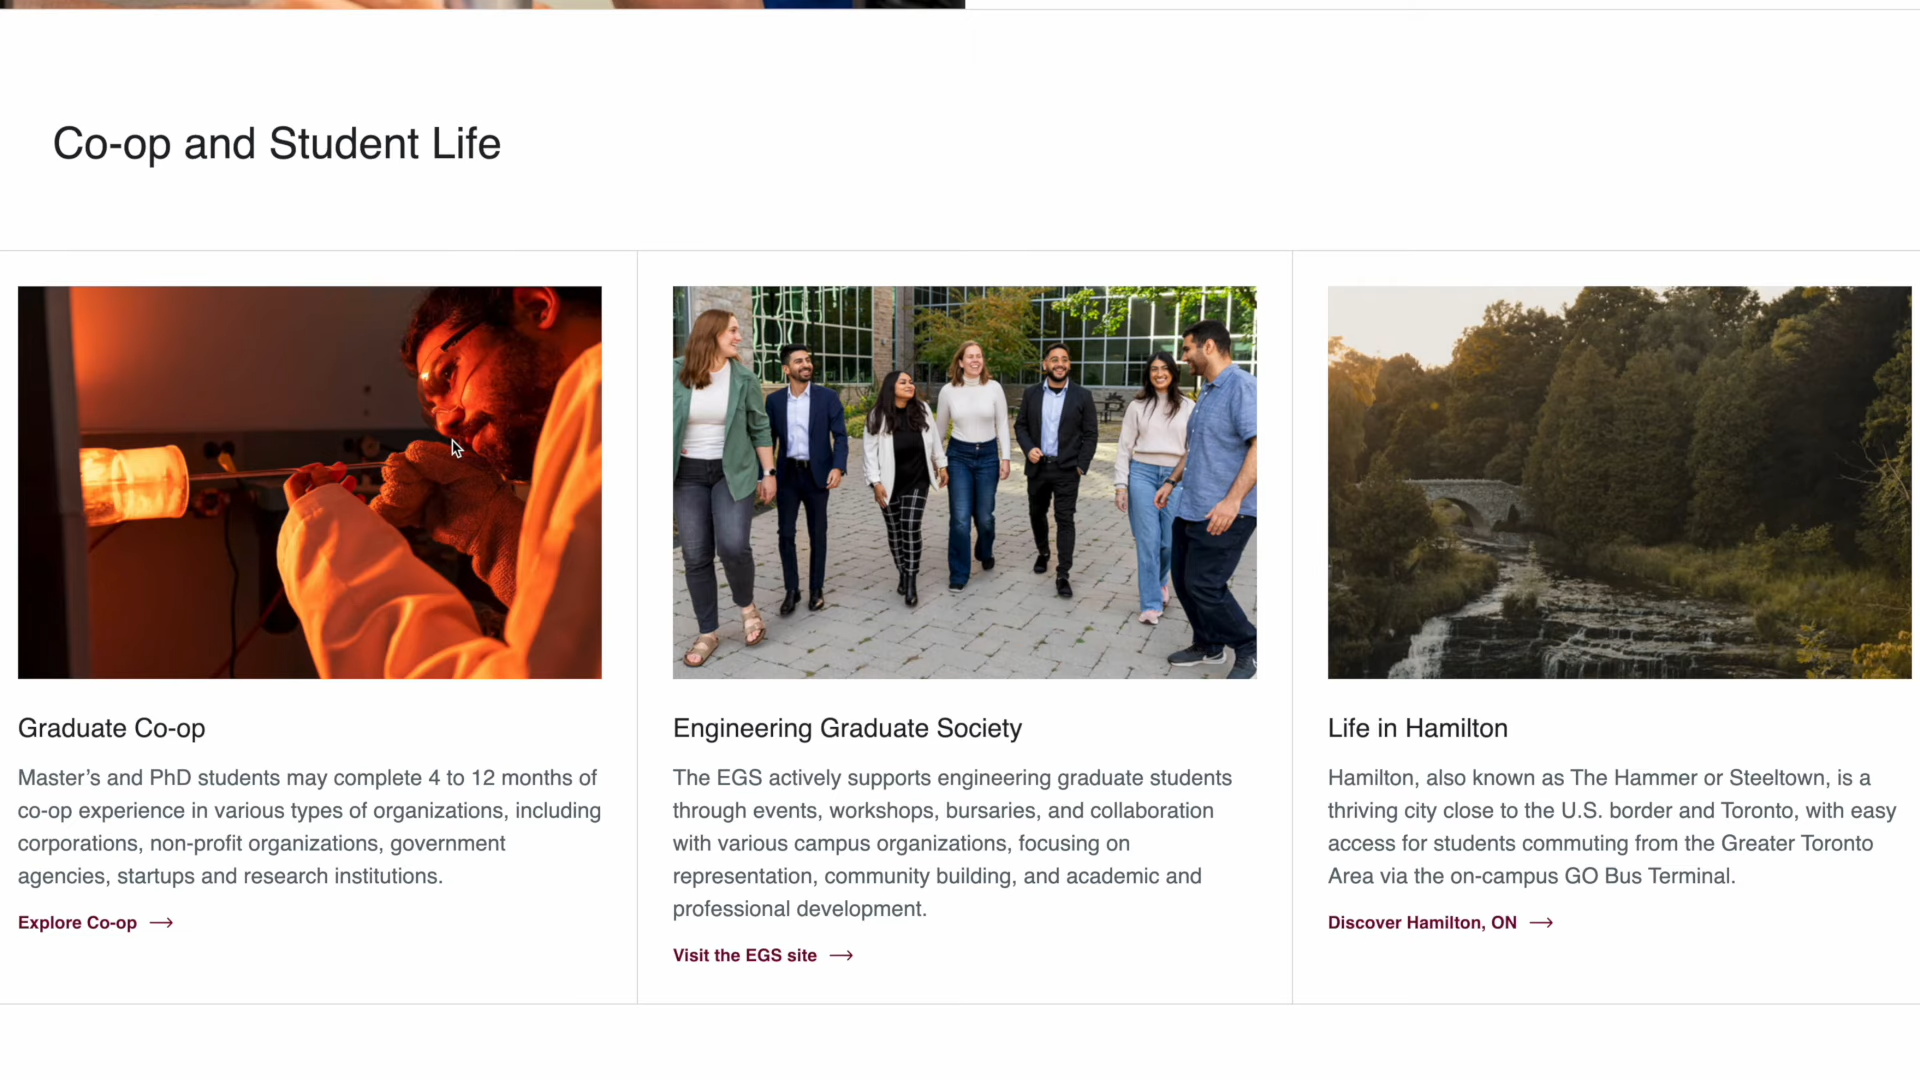 Co-op and Student Life
Graduate Co-op
Master’s and PhD students may complete 4 to 12 months of
co-op experience in various types of organizations, including
corporations, non-profit organizations, government
agencies, startups and research institutions.
Explore Co-op
Engineering Graduate Society
The EGS actively supports engineering graduate students
through events, workshops, bursaries, and collaboration
with various campus organizations, focusing on
representation, community building, and academic and
professional development.
Visit the EGS site
Life in Hamilton
Hamilton, also known as The Hammer or Steeltown, is a
thriving city close to the U.S. border and Toronto, with easy
access for students commuting from the Greater Toronto
Area via the on-campus GO Bus Terminal.
Discover Hamilton, ON